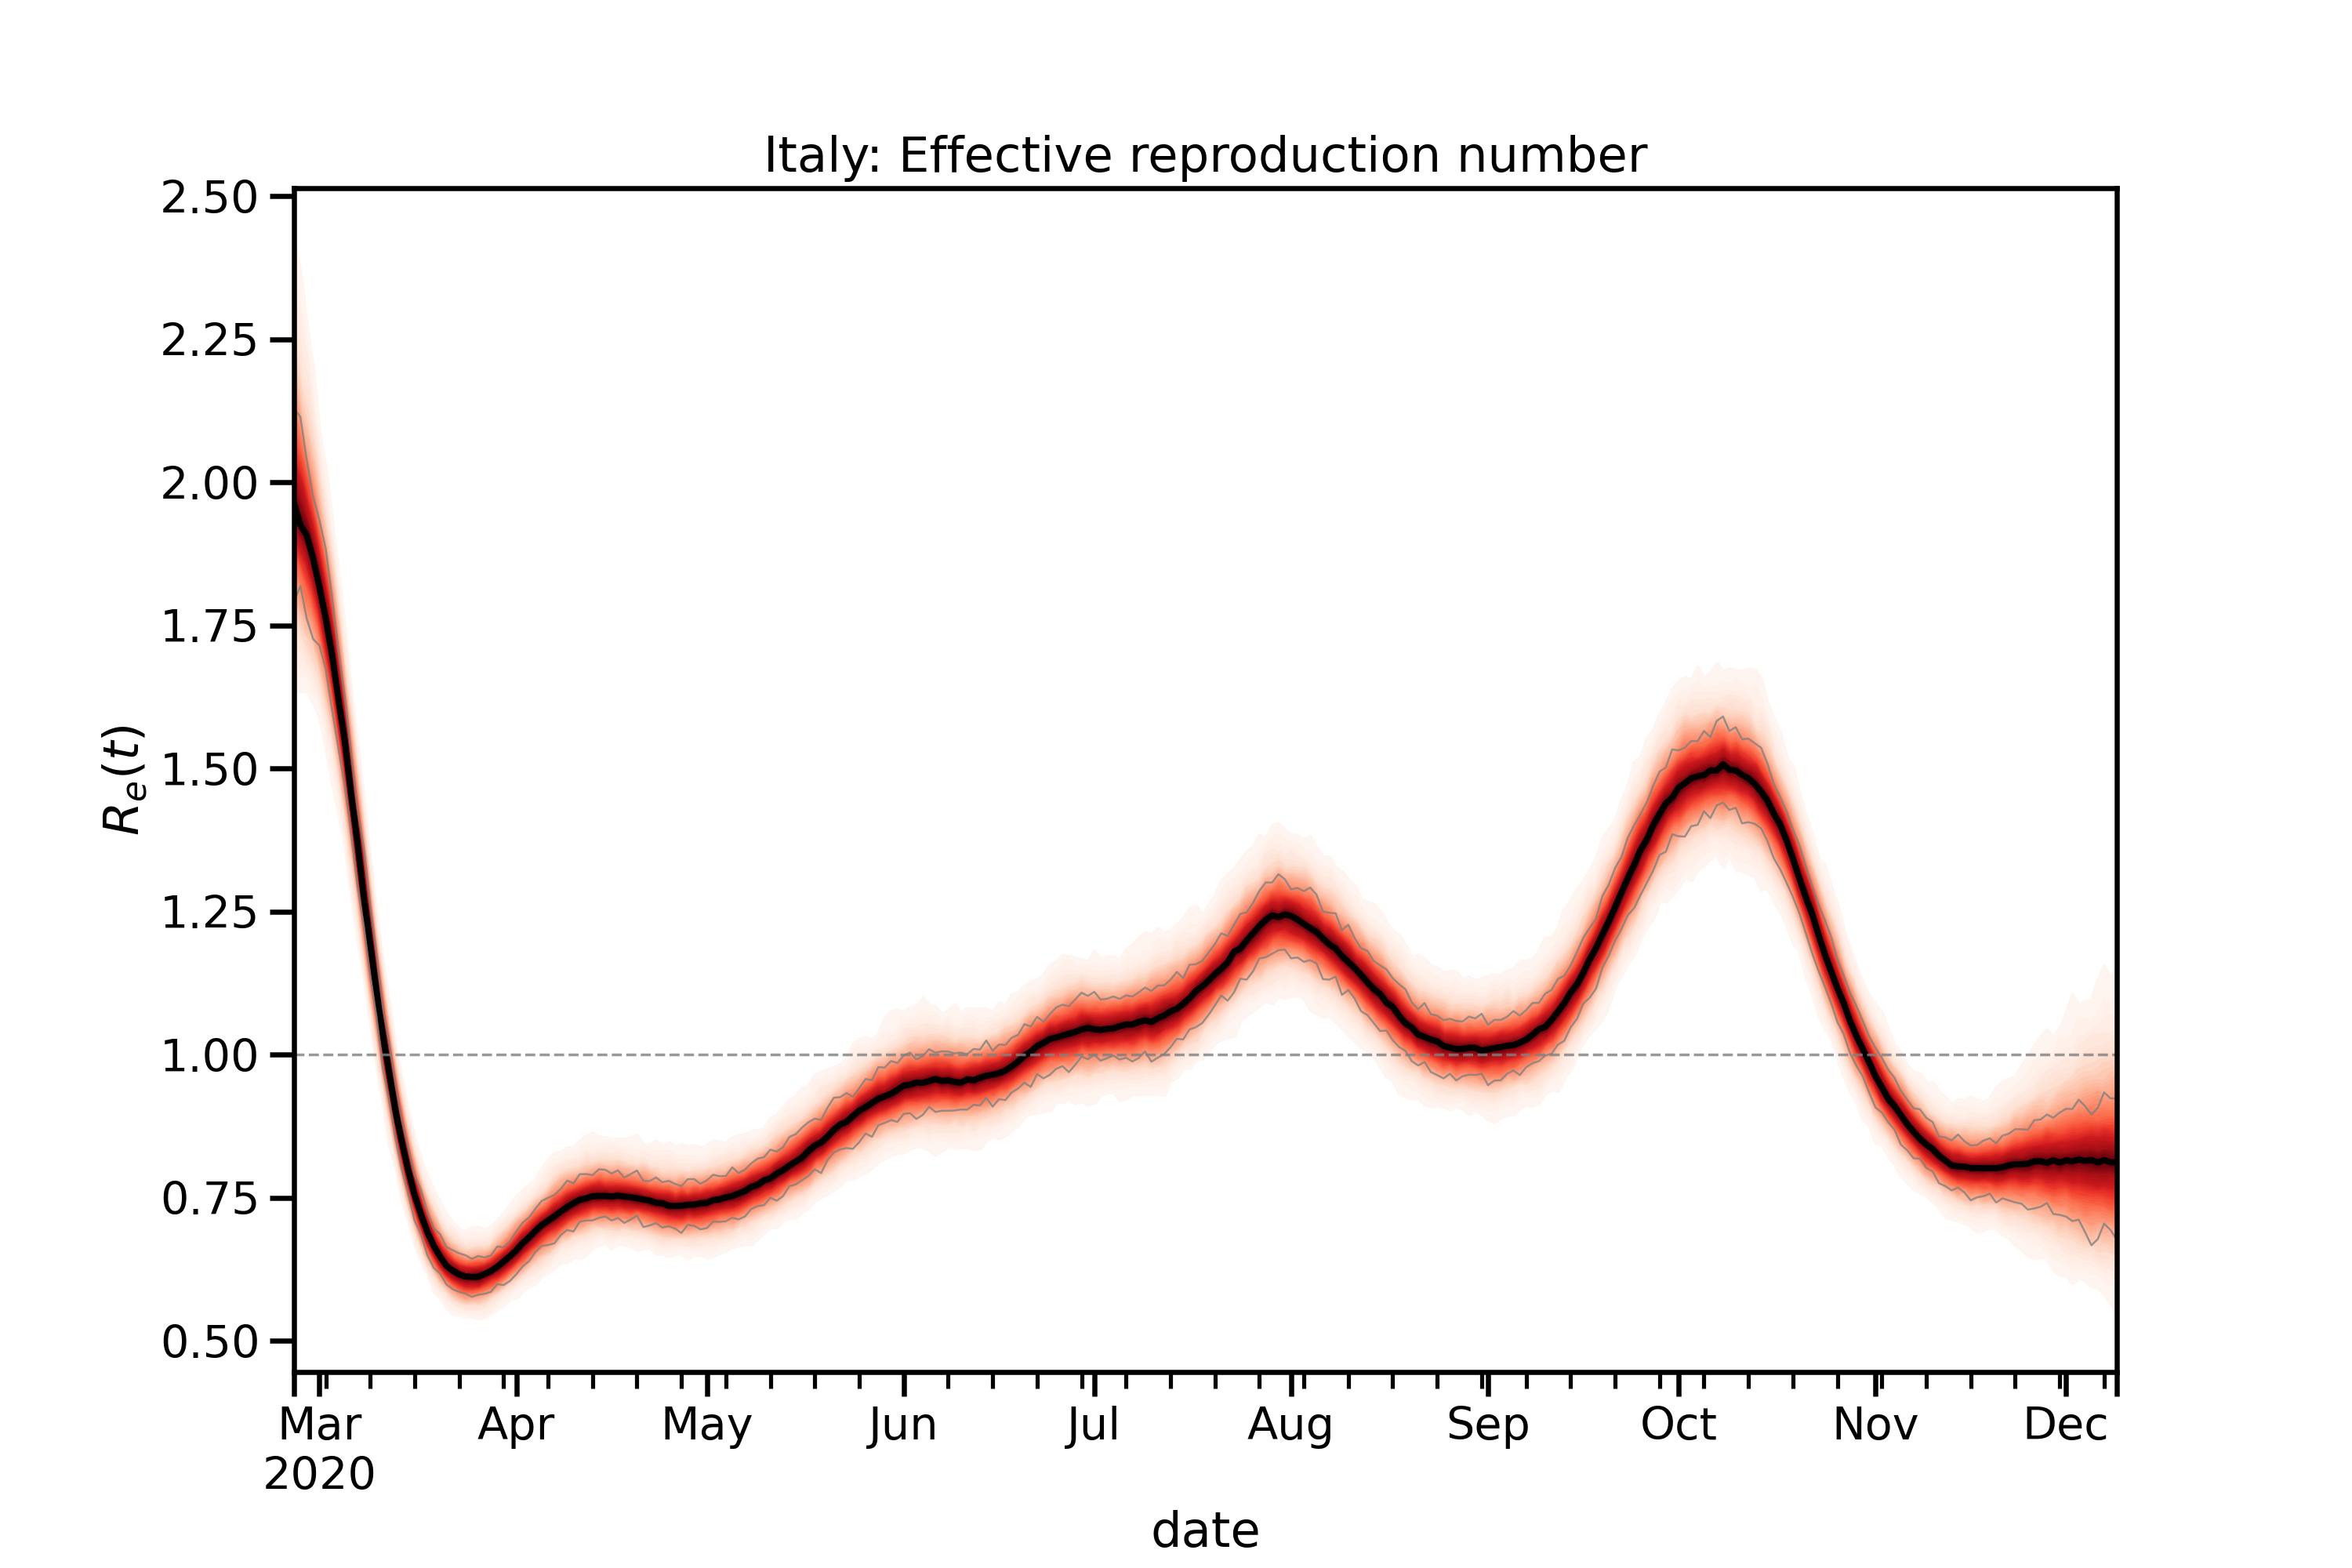 Italy: Effective reproduction number
2.50
2.25
2.00
1.75
1.50
1.25
1.00
0.75
0.50
Rₑ(t)
Mar Apr May Jun Jul Aug Sep Oct Nov Dec
2020
date